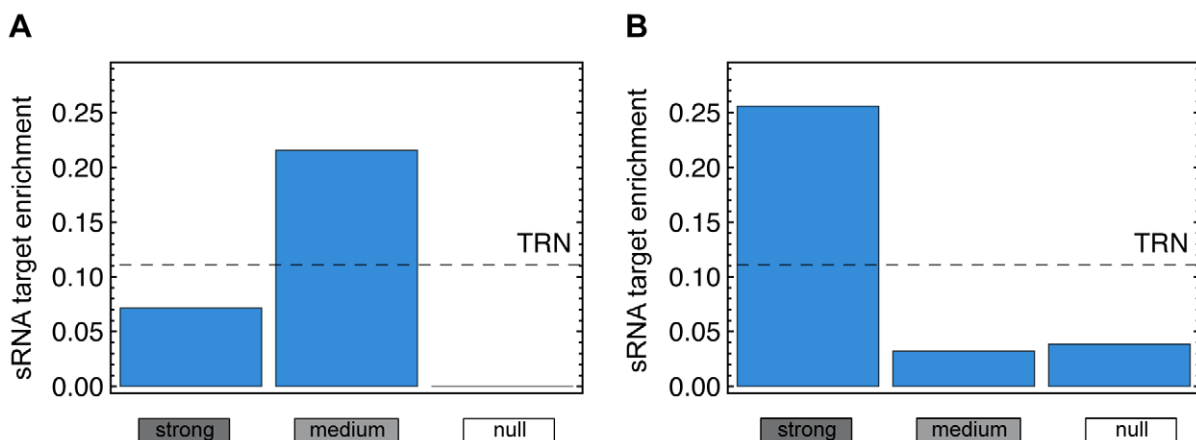 A
sRNA target enrichment
0.25
0.20
0.15
0.10
0.05
0.00
TRN
strong
medium
null
B
sRNA target enrichment
0.25
0.20
0.15
0.10
0.05
0.00
TRN
strong
medium
null